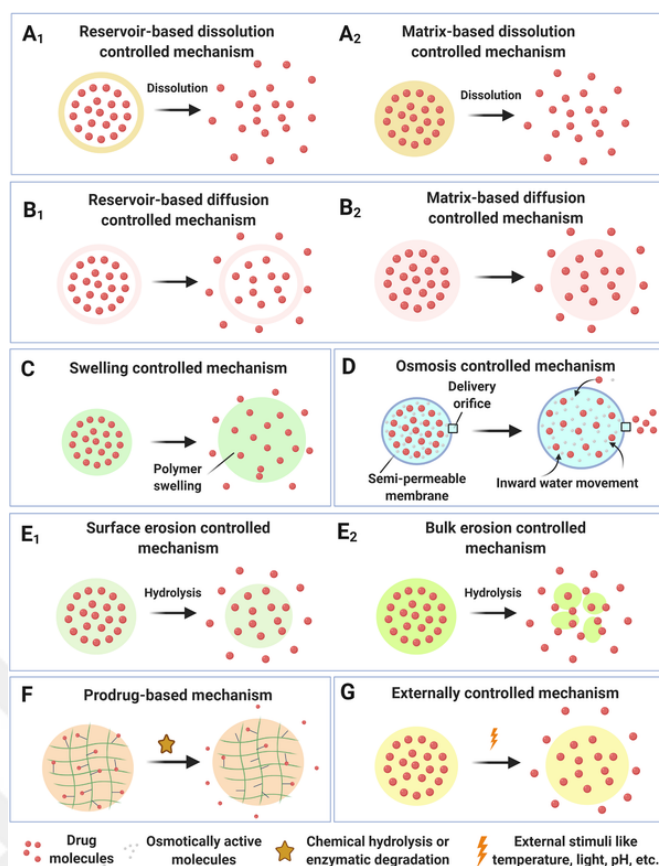 A1
Reservoir-based dissolution
controlled mechanism
Dissolution
A2
Matrix-based dissolution
controlled mechanism
Dissolution
B1
Reservoir-based diffusion
controlled mechanism
B2
Matrix-based diffusion
controlled mechanism
C
Swelling controlled mechanism
Polymer
swelling
D
Osmosis controlled mechanism
Delivery
orifice
Semi-permeable
membrane
Inward water movement
E1
Surface erosion controlled
mechanism
Hydrolysis
E2
Bulk erosion controlled
mechanism
Hydrolysis
F
Prodrug-based mechanism
G
Externally controlled mechanism
Drug
molecules
Osmotically active
molecules
Chemical hydrolysis or
enzymatic degradation
External stimuli like
temperature, light, pH, etc.